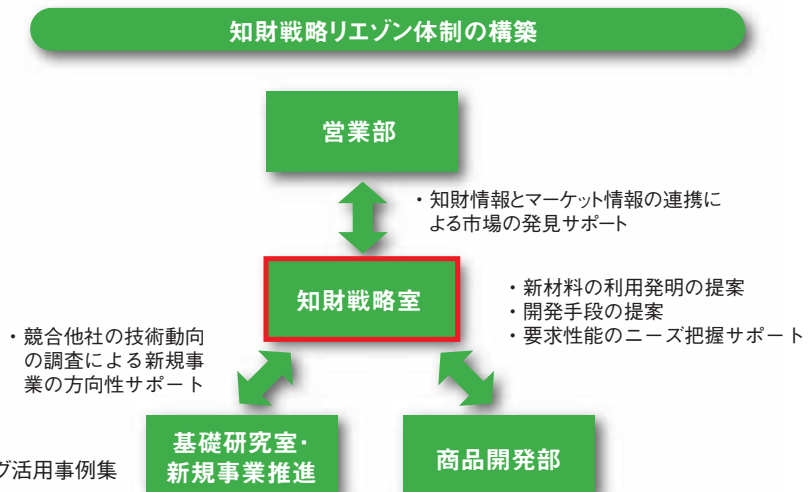 知財戦略リエゾン体制の構築
営業部
・知財情報とマーケット情報の連携に
よる市場の発見サポート
知財戦略室
・新材料の利用発明の提案
・開発手段の提案
・要求性能のニーズ把握サポート
・競合他社の技術動向
の調査による新規事
業の方向性サポート
基礎研究室・
新規事業推進
商品開発部
グ活用事例集